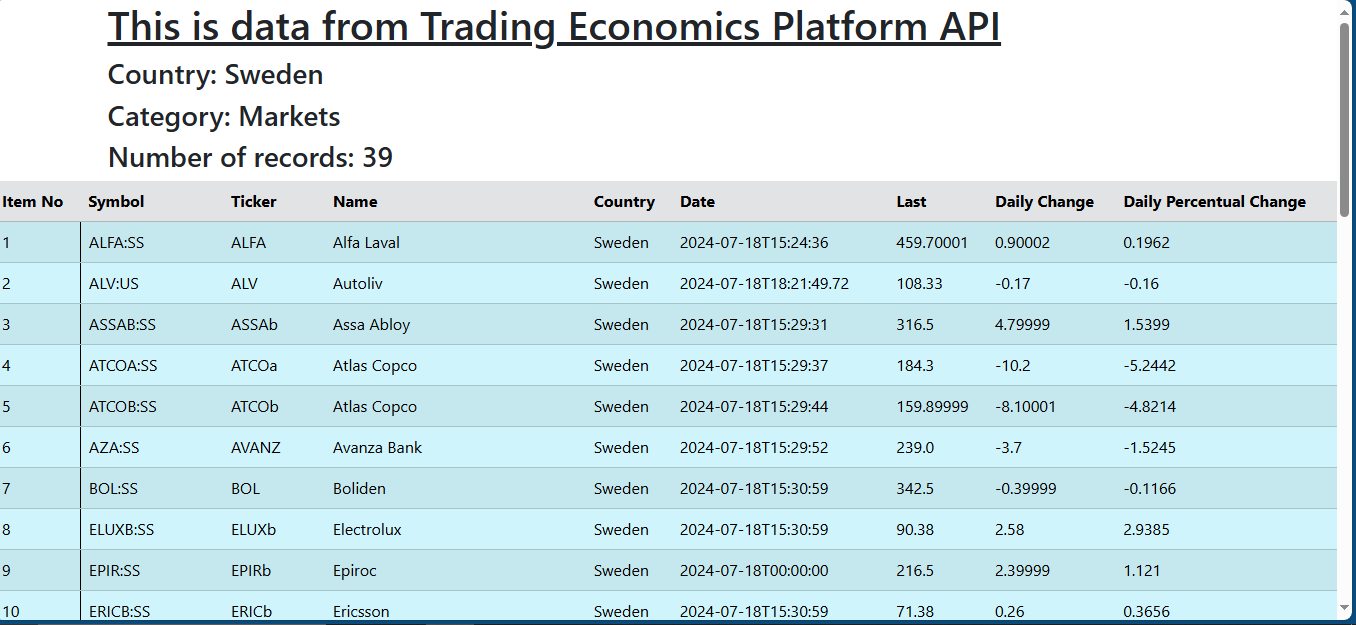 This is data from Trading Economics Platform API
Country: Sweden
Category: Markets
Number of records: 39
Item No Symbol Ticker Name Country Date Last Daily Change Daily Percentual Change
1 ALFA:SS ALFA Alfa Laval Sweden 2024-07-18T15:24:36 459.70001 0.90002 0.1962
2 ALV:US ALV Autoliv Sweden 2024-07-18T18:21:49.72 108.33 -0.17 -0.16
3 ASSAB:SS ASSAb Assa Abloy Sweden 2024-07-18T15:29:31 316.5 4.79999 1.5399
4 ATCOA:SS ATCOa Atlas Copco Sweden 2024-07-18T15:29:37 184.3 -10.2 -5.2442
5 ATCOB:SS ATCOb Atlas Copco Sweden 2024-07-18T15:29:44 159.89999 -8.10001 -4.8214
6 AZA:SS AVANZ Avanza Bank Sweden 2024-07-18T15:29:52 239.0 -3.7 -1.5245
7 BOL:SS BOL Boliden Sweden 2024-07-18T15:30:59 342.5 -0.39999 -0.1166
8 ELUXB:SS ELUXb Electrolux Sweden 2024-07-18T15:30:59 90.38 2.58 2.9385
9 EPIR:SS EPIRb Epiroc Sweden 2024-07-18T00:00:00 216.5 2.39999 1.121
10 ERICB:SS ERICb Ericsson Sweden 2024-07-18T15:30:59 71.38 0.26 0.3656